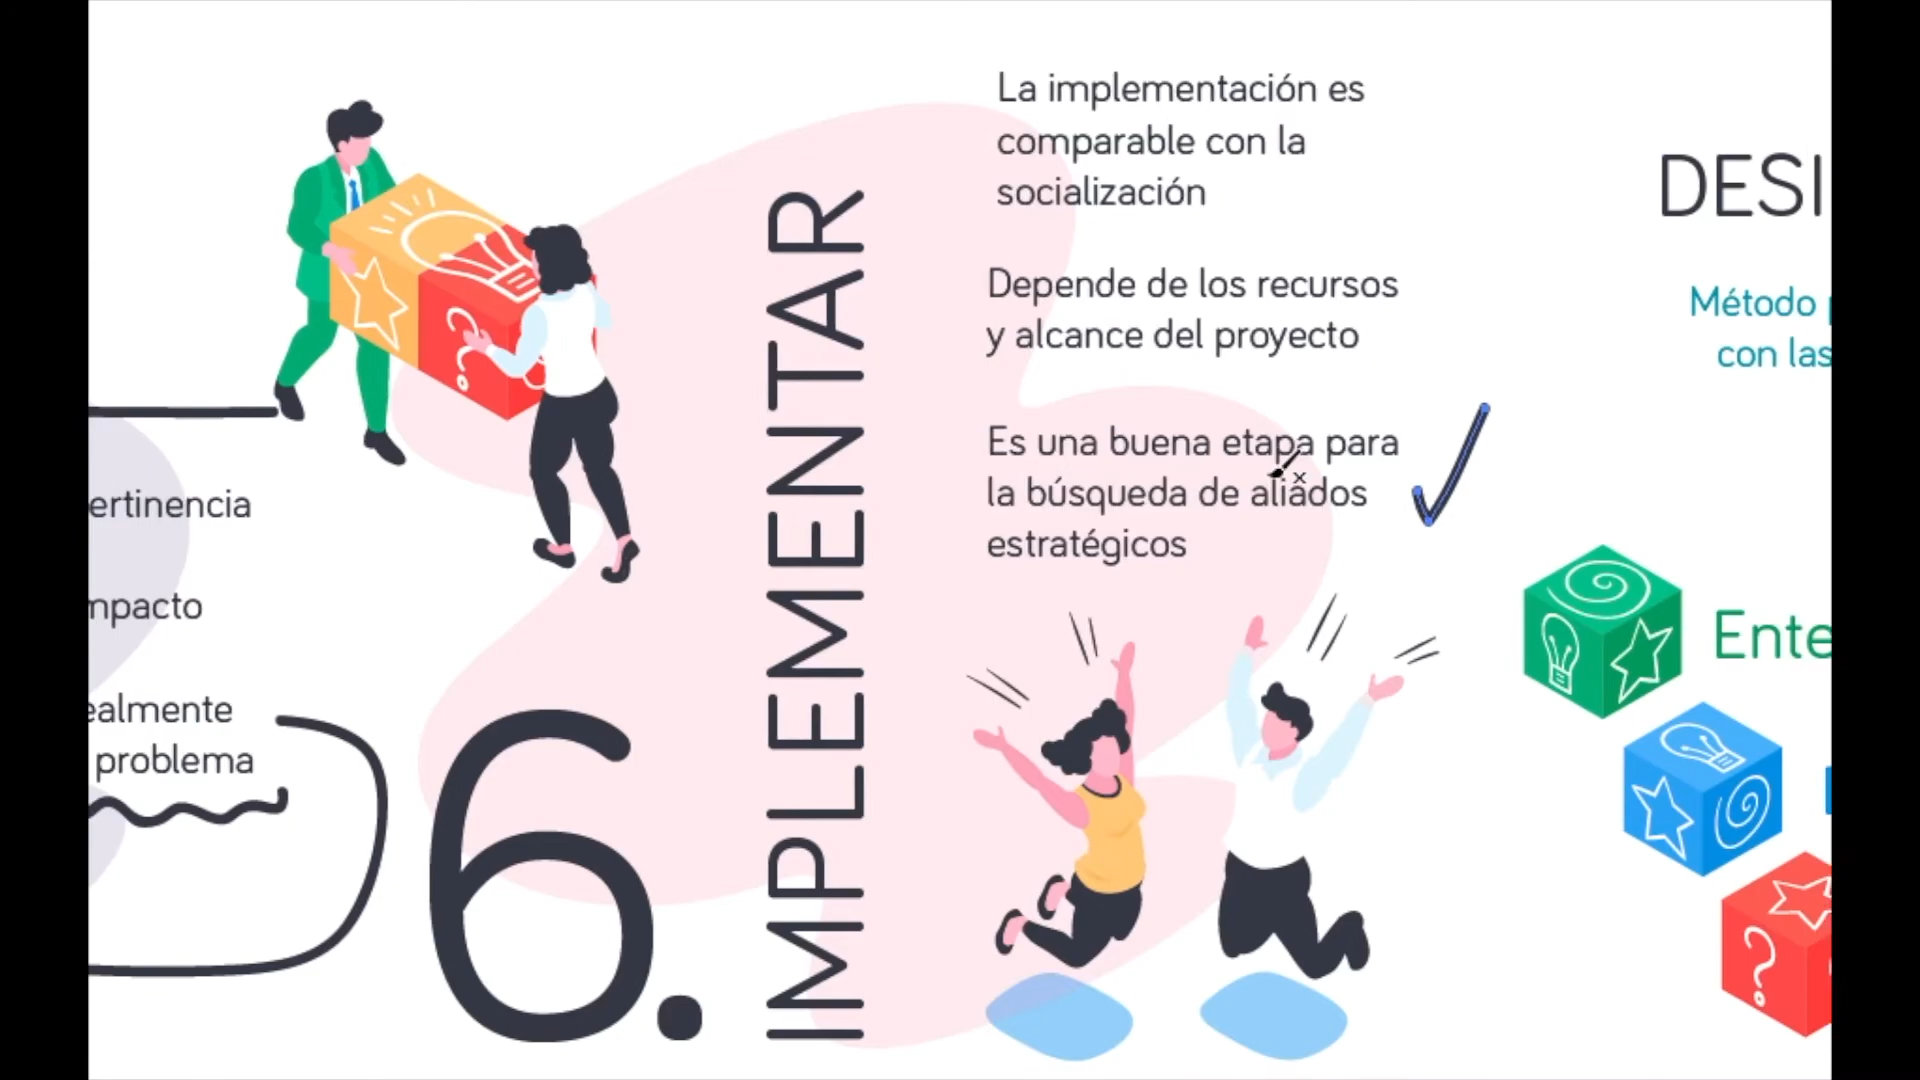 ertinencia
mpacto
ealmente
problema
6.
IMPLEMENTAR
La implementación es
comparable con la
socialización
Depende de los recursos
y alcance del proyecto
Es una buena etapa para
la búsqueda de aliados
estratégicos
DESI
Método
con las
Ente
?
?
?